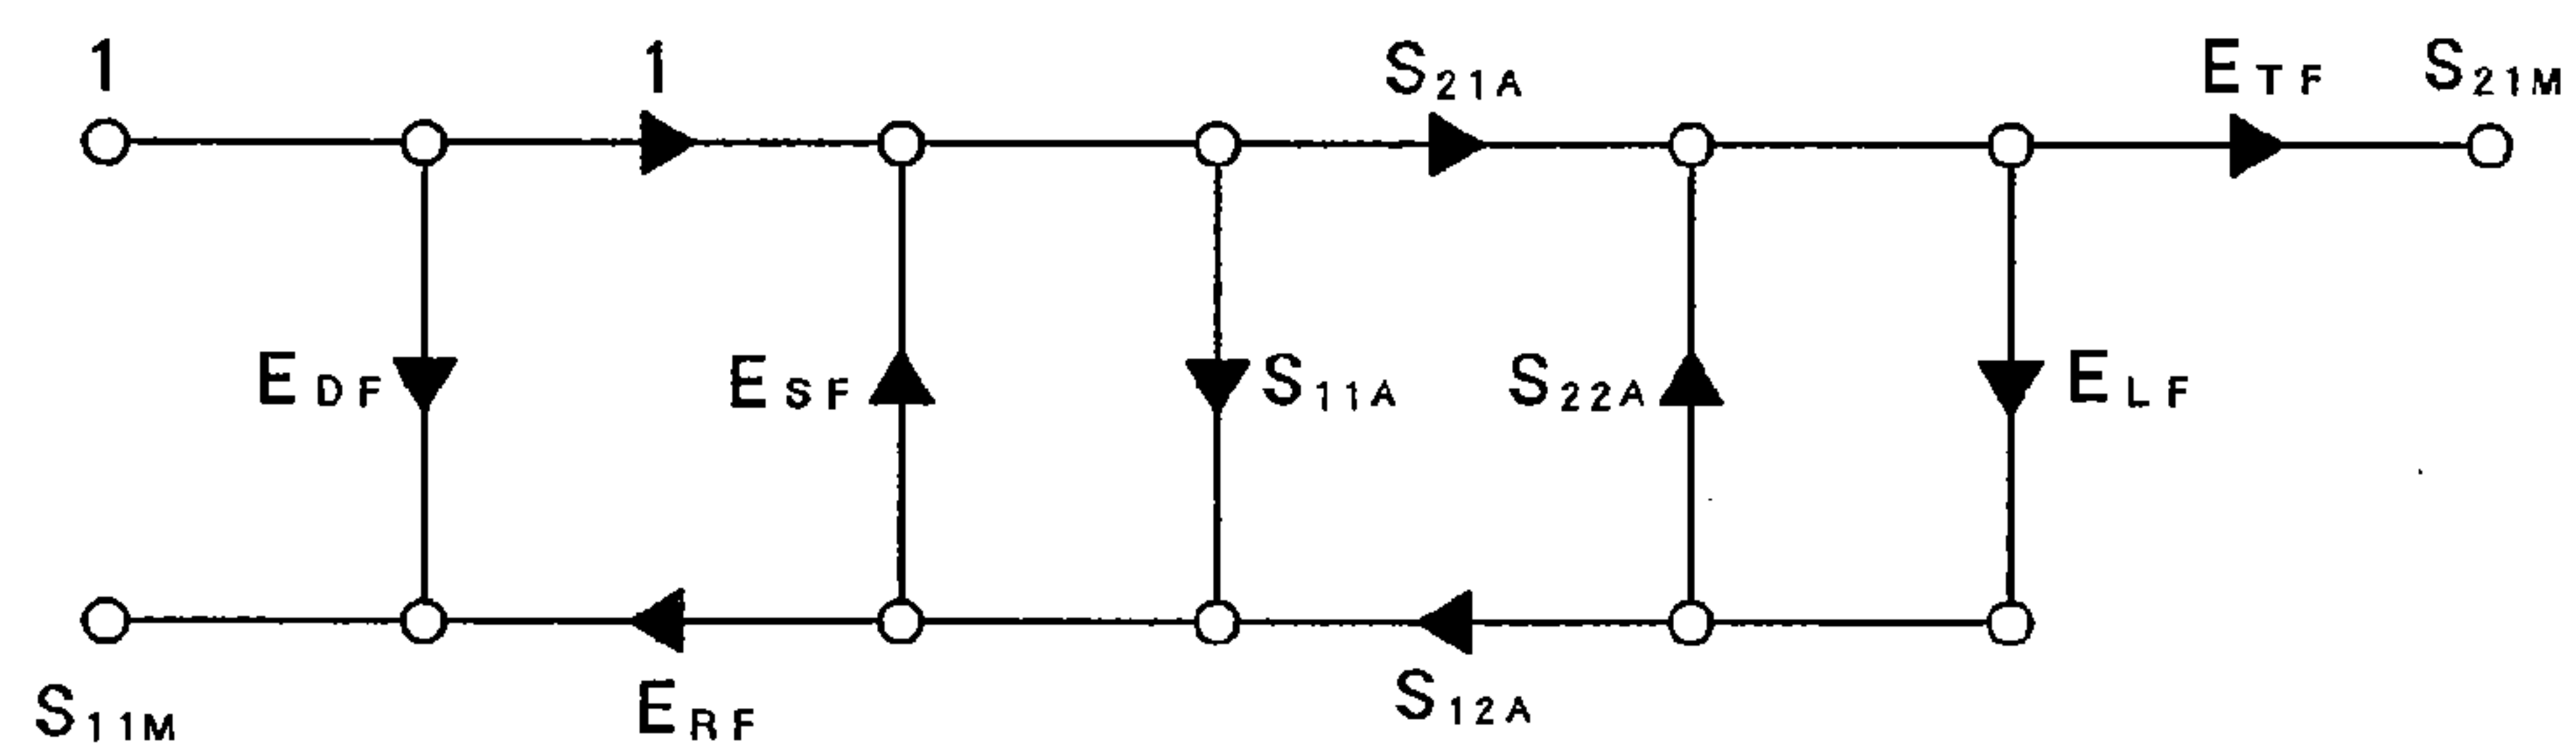 1 1 S21A ETF S21M
EDF ESF S11A S22A ELF
S11M ERF S12A